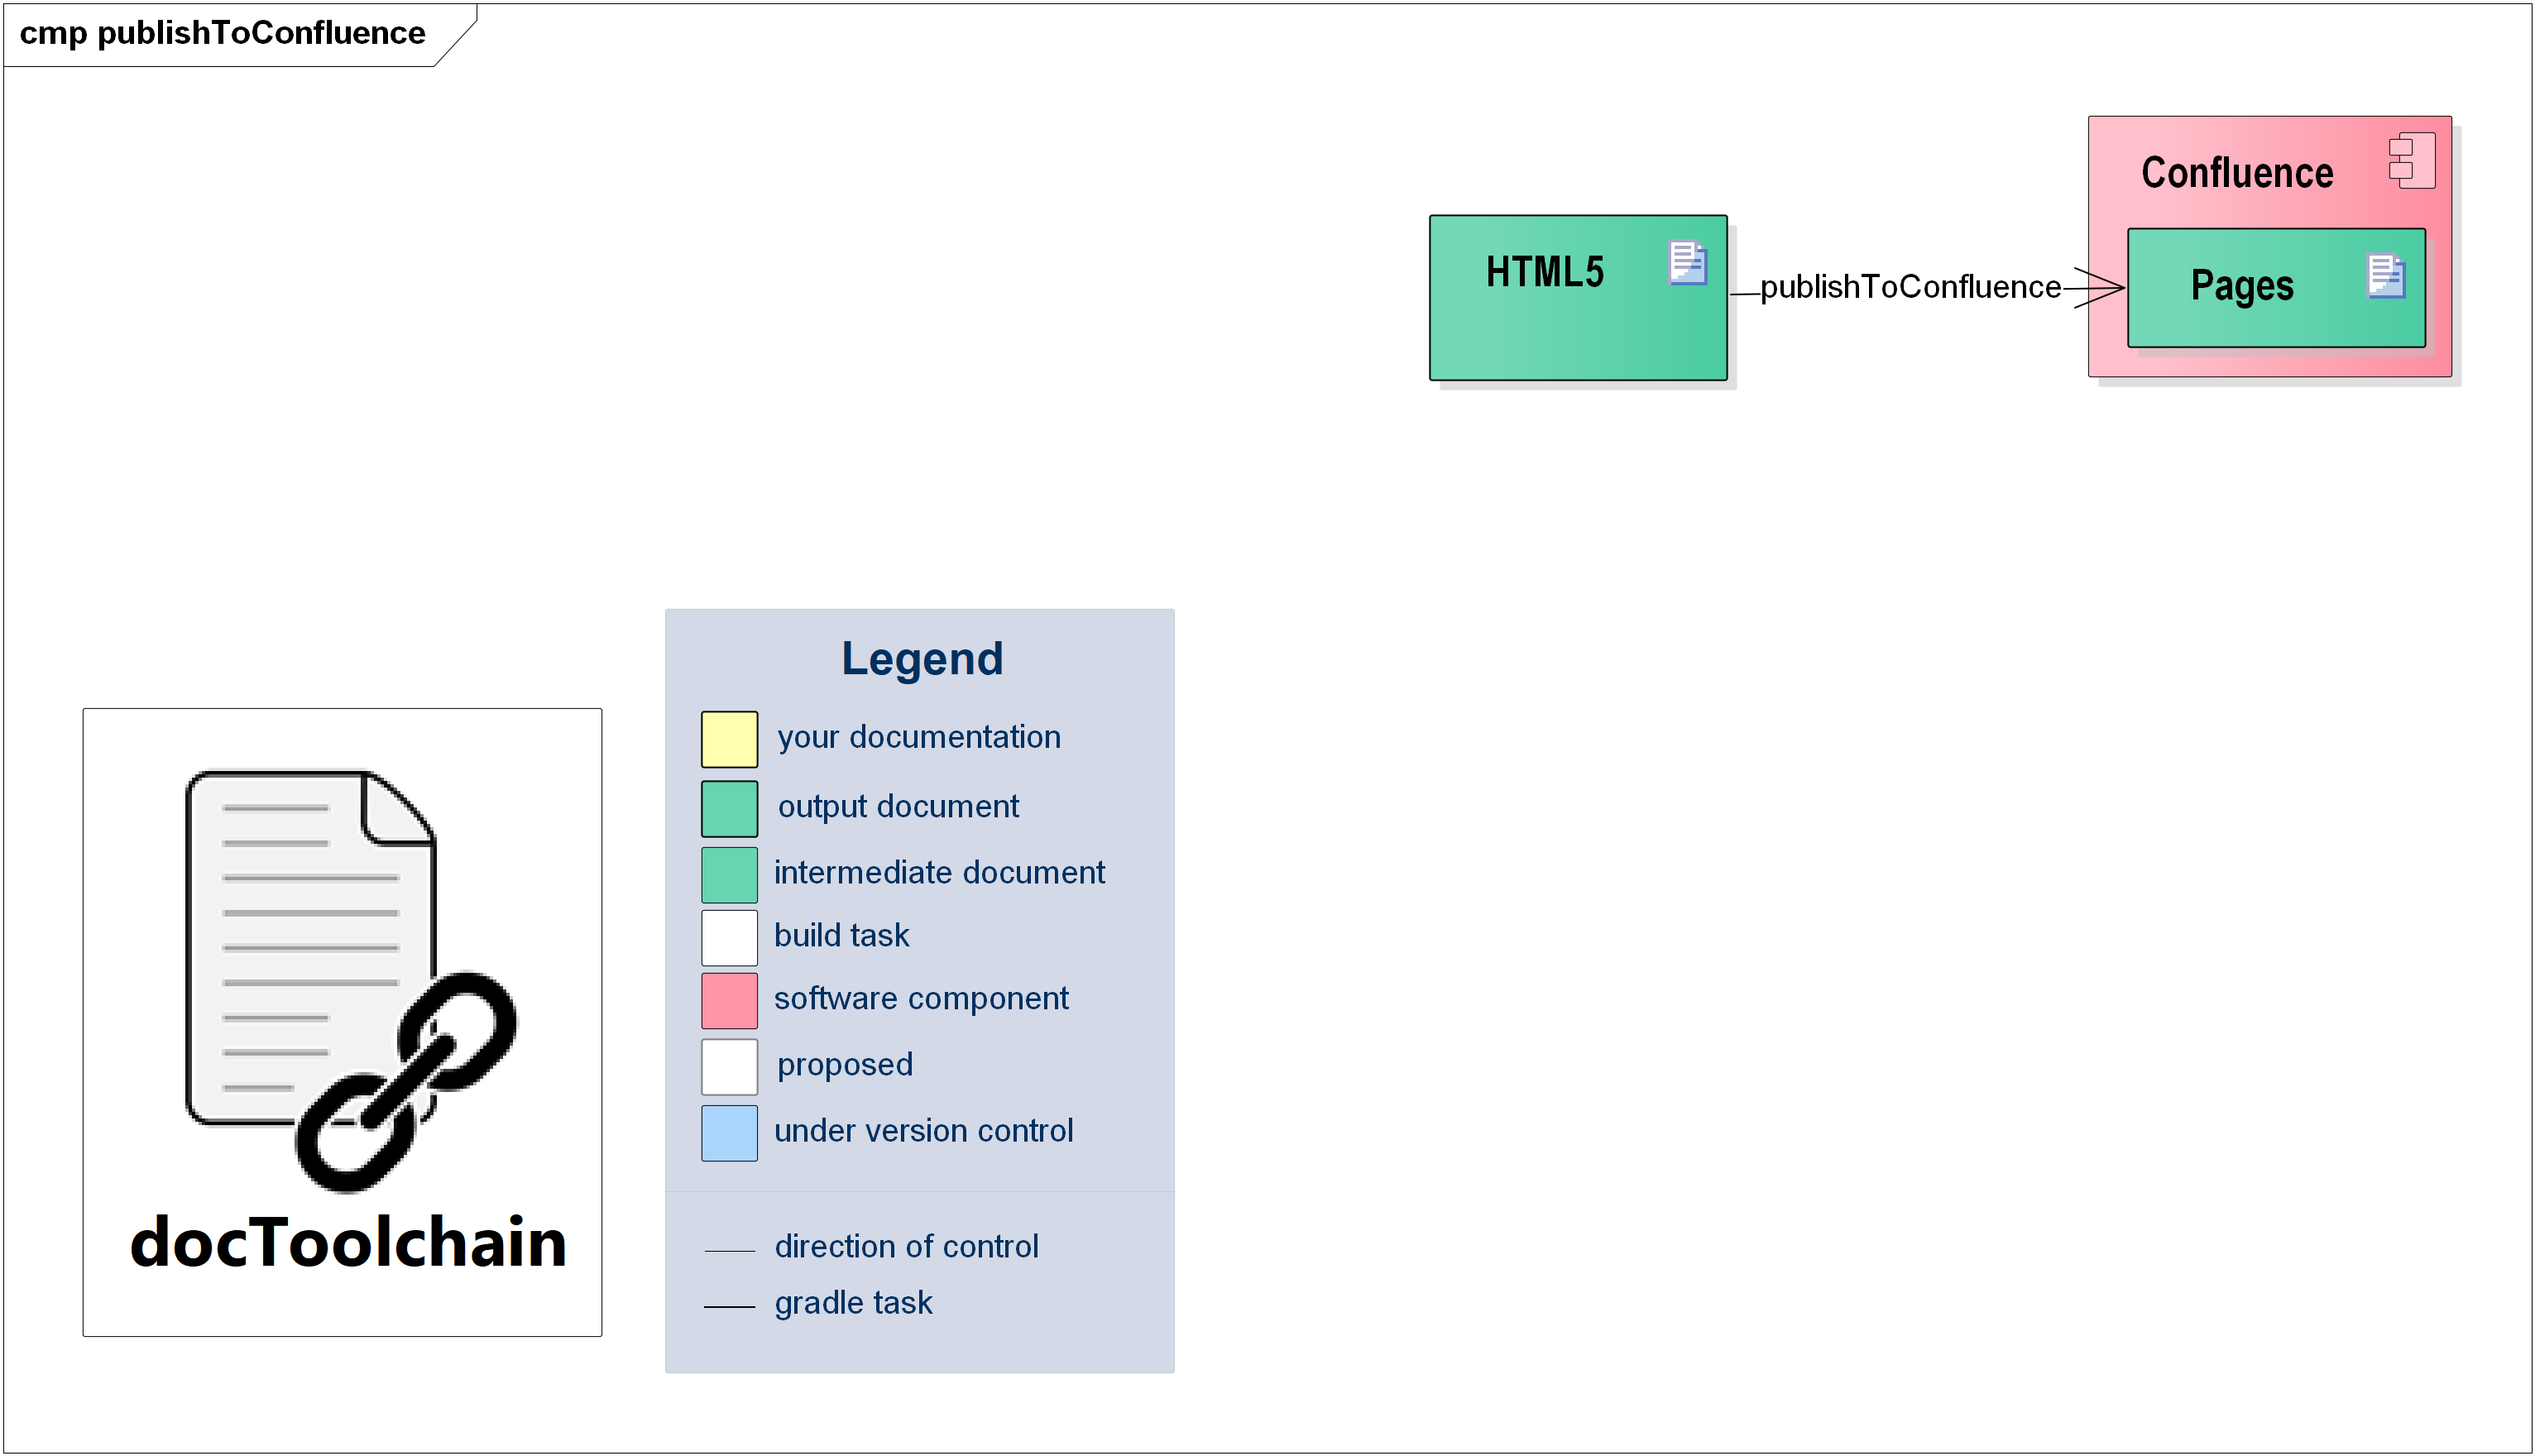 cmp publishToConfluence
Confluence
HTML5
publishToConfluence
Pages
Legend
your documentation
output document
intermediate document
build task
software component
proposed
under version control
direction of control
gradle task
docToolchain